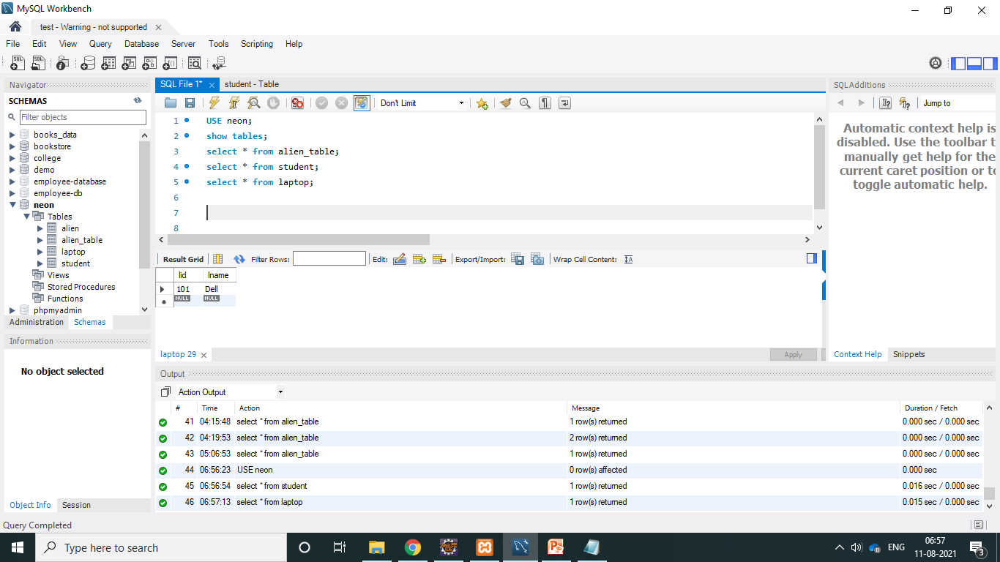 MySQL Workbench
test - Warning - not supported
File Edit View Query Database Server Tools Scripting Help
Navigator
SCHEMAS
Filter objects
books_data
bookstore
college
demo
employee-database
employee-db
neon
Tables
alien
alien_table
laptop
student
Views
Stored Procedures
Functions
phpmyadmin
Administration Schemas
Information
No object selected
Object Info Session
SQL File 1* student - Table
Don't Limit
1 USE neon;
2 show tables;
3 select * from alien_table;
4 select * from student;
5 select * from laptop;
6
7
8
Result Grid Filter Rows: Edit: Export/Import: Wrap Cell Content:
lid lname
101 Dell
NULL NULL
laptop 29 Apply
SQLAdditions
Jump to
Automatic context help is
disabled. Use the toolbar t
manually get help for the
current caret position or to
toggle automatic help.
Context Help Snippets
Output
Action Output
# Time Action Message Duration / Fetch
41 04:15:48 select * from alien_table 1 row(s) returned 0.000 sec / 0.000 sec
42 04:19:53 select * from alien_table 2 row(s) returned 0.000 sec / 0.000 sec
43 05:06:53 select * from alien_table 1 row(s) returned 0.000 sec / 0.000 sec
44 06:56:23 USE neon 0 row(s) affected 0.000 sec
45 06:56:54 select * from student 1 row(s) returned 0.016 sec / 0.000 sec
46 06:57:13 select * from laptop 1 row(s) returned 0.015 sec / 0.000 sec
Query Completed
Type here to search
ENG
06:57
11-08-2021
3